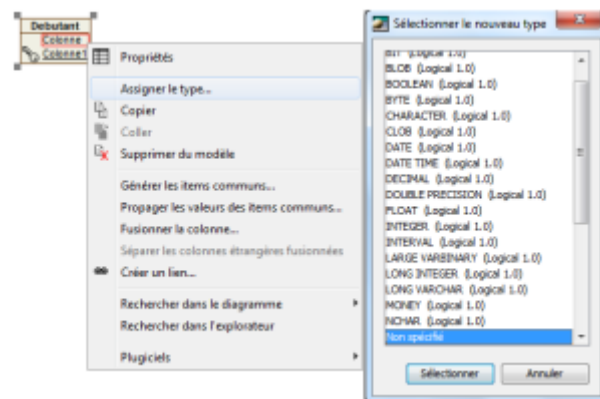 Debutant
Colonne
Colonne1
Propriétés
Assigner le type...
Copier
Coller
Supprimer du modèle
Générer les items communs...
Propager les valeurs des items communs...
Fusionner la colonne...
Séparer les colonnes étrangères fusionnées
Créer un lien...
Rechercher dans le diagramme
Rechercher dans l'explorateur
Plugiciels
Sélectionner le nouveau type
BIT (Logical 1.0)
BLOB (Logical 1.0)
BOOLEAN (Logical 1.0)
BYTE (Logical 1.0)
CHARACTER (Logical 1.0)
CLOB (Logical 1.0)
DATE (Logical 1.0)
DATE TIME (Logical 1.0)
DECIMAL (Logical 1.0)
DOUBLE PRECISION (Logical 1.0)
FLOAT (Logical 1.0)
INTEGER (Logical 1.0)
INTERVAL (Logical 1.0)
LARGE VARBINARY (Logical 1.0)
LONG INTEGER (Logical 1.0)
LONG VARCHAR (Logical 1.0)
MONEY (Logical 1.0)
NCHAR (Logical 1.0)
Non spécifié
Sélectionner
Annuler